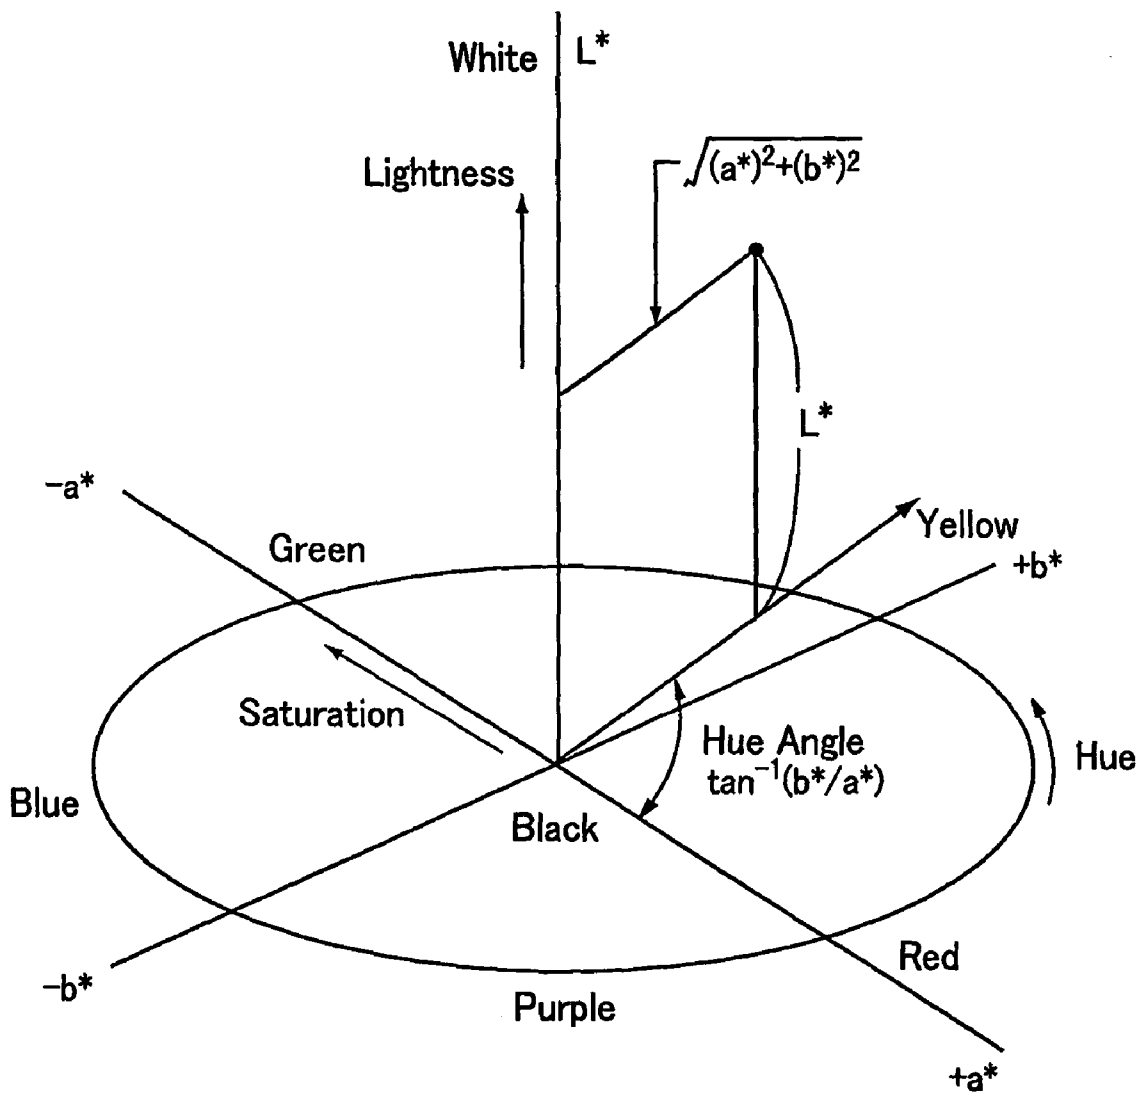 White L*
√(a*)²+(b*)²
Lightness
L*
-a*
Yellow
Green
+b*
Saturation
Hue Angle
tan⁻¹(b*/a*)
Hue
Blue
Black
Red
-b*
Purple
+a*